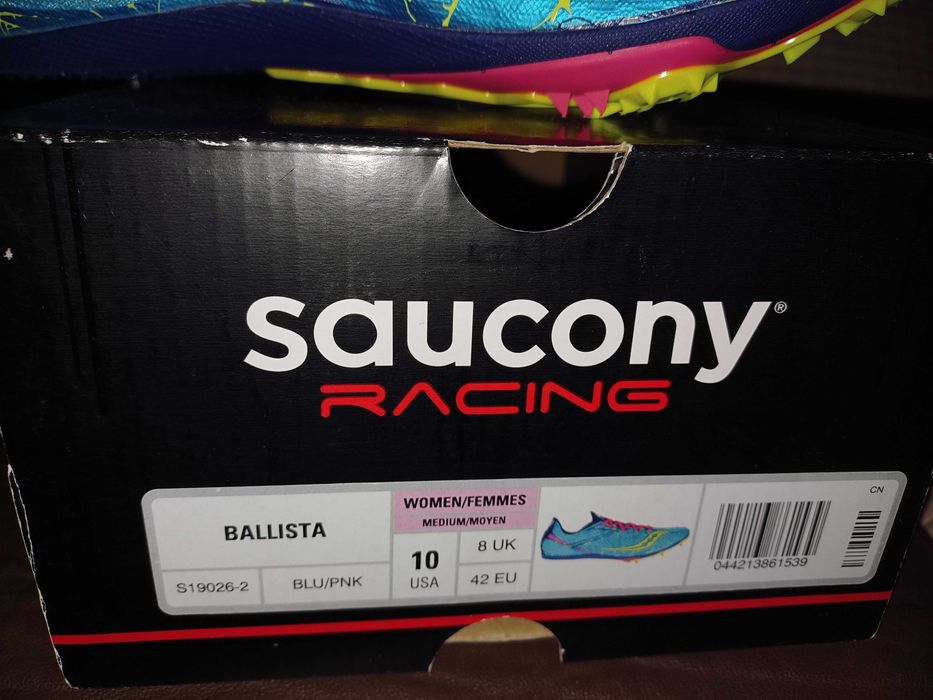 saucony®
RACING
BALLISTA
S19026-2
BLU/PNK
WOMEN/FEMMES
MEDIUM/MOYEN
10
USA
8 UK
42 EU
044213861539
CN